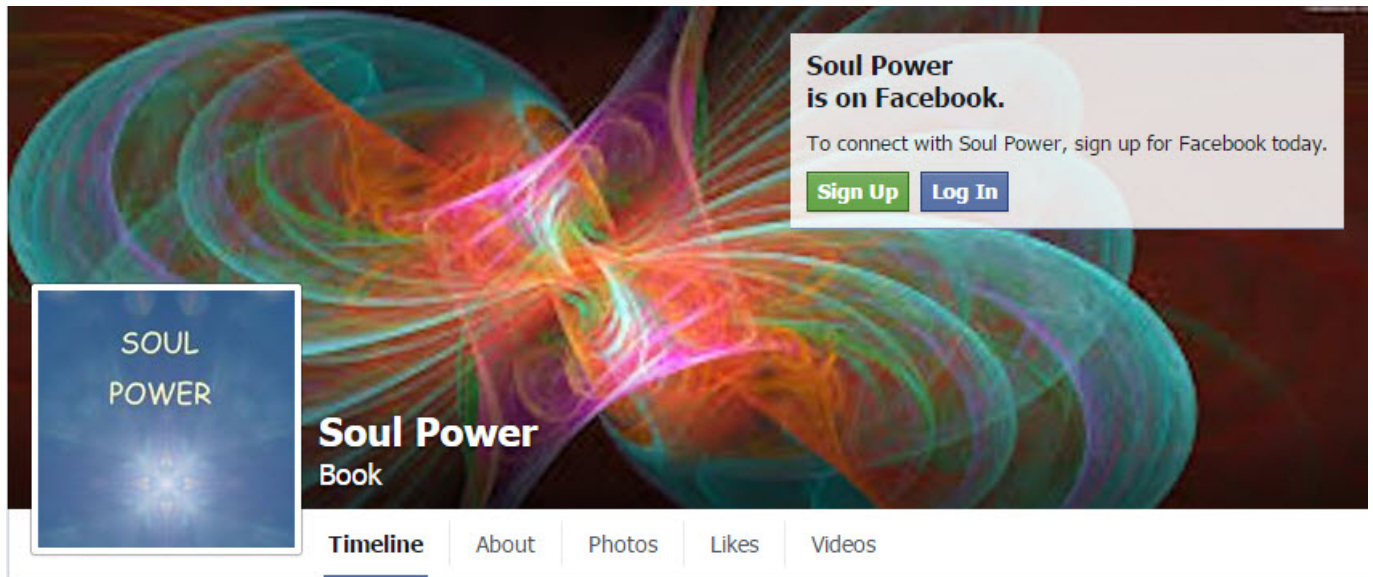 Soul Power
is on Facebook.
To connect with Soul Power, sign up for Facebook today.
Sign Up Log In
SOUL
POWER
Soul Power
Book
Timeline About Photos Likes Videos